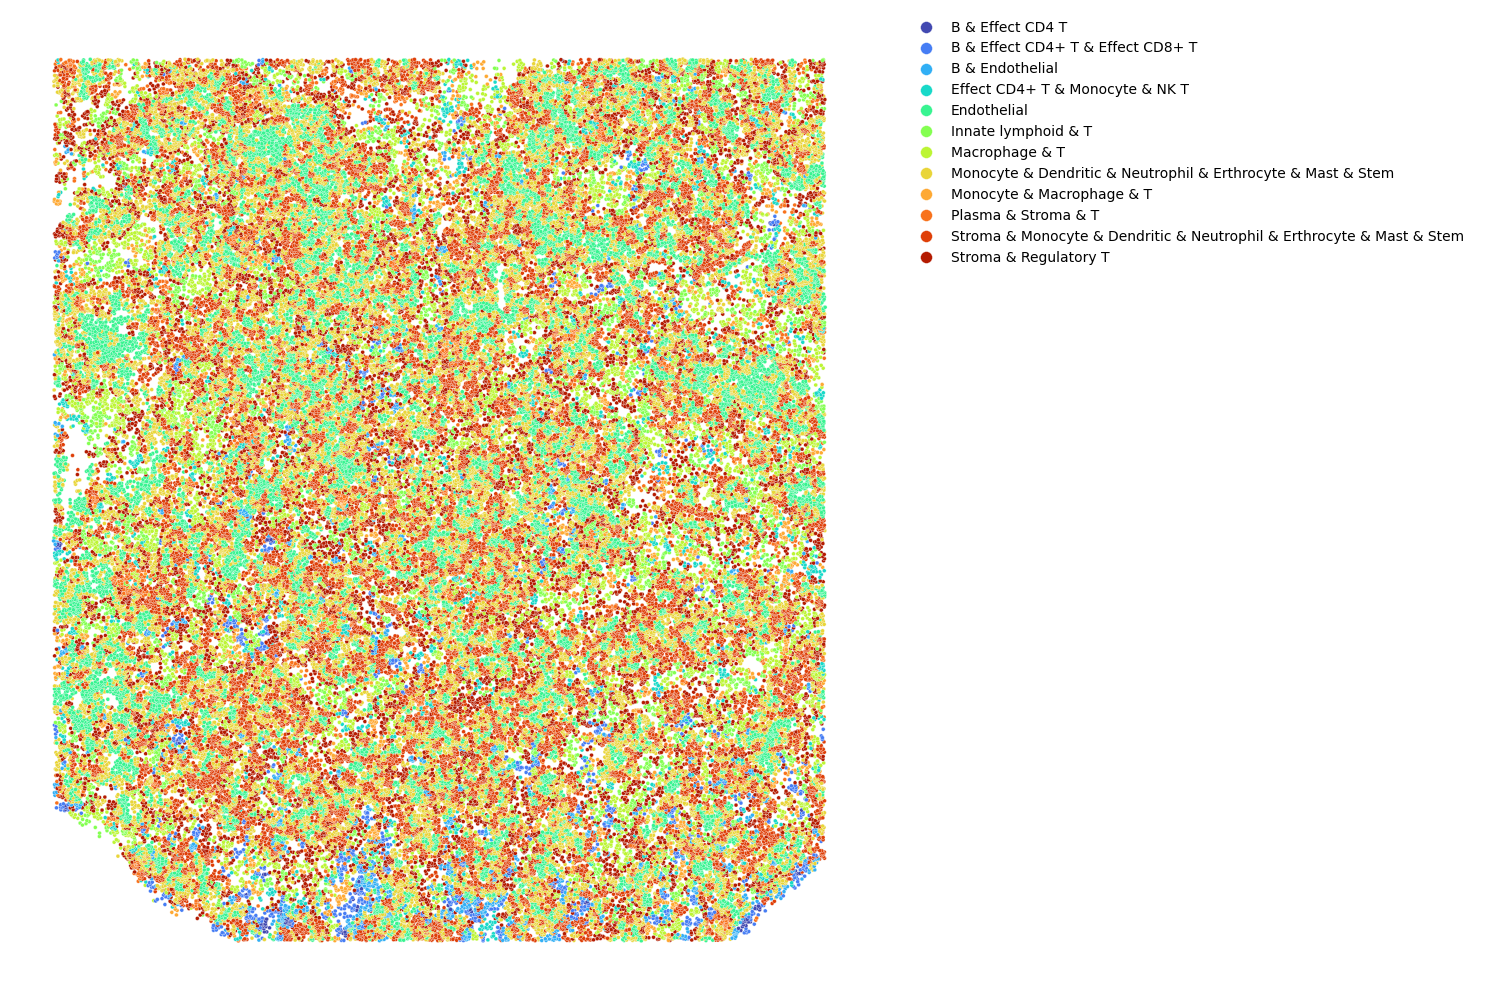 B & Effect CD4 T
B & Effect CD4+ T & Effect CD8+ T
B & Endothelial
Effect CD4+ T & Monocyte & NK T
Endothelial
Innate lymphoid & T
Macrophage & T
Monocyte & Dendritic & Neutrophil & Erthrocyte & Mast & Stem
Monocyte & Macrophage & T
Plasma & Stroma & T
Stroma & Monocyte & Dendritic & Neutrophil & Erthrocyte & Mast & Stem
Stroma & Regulatory T